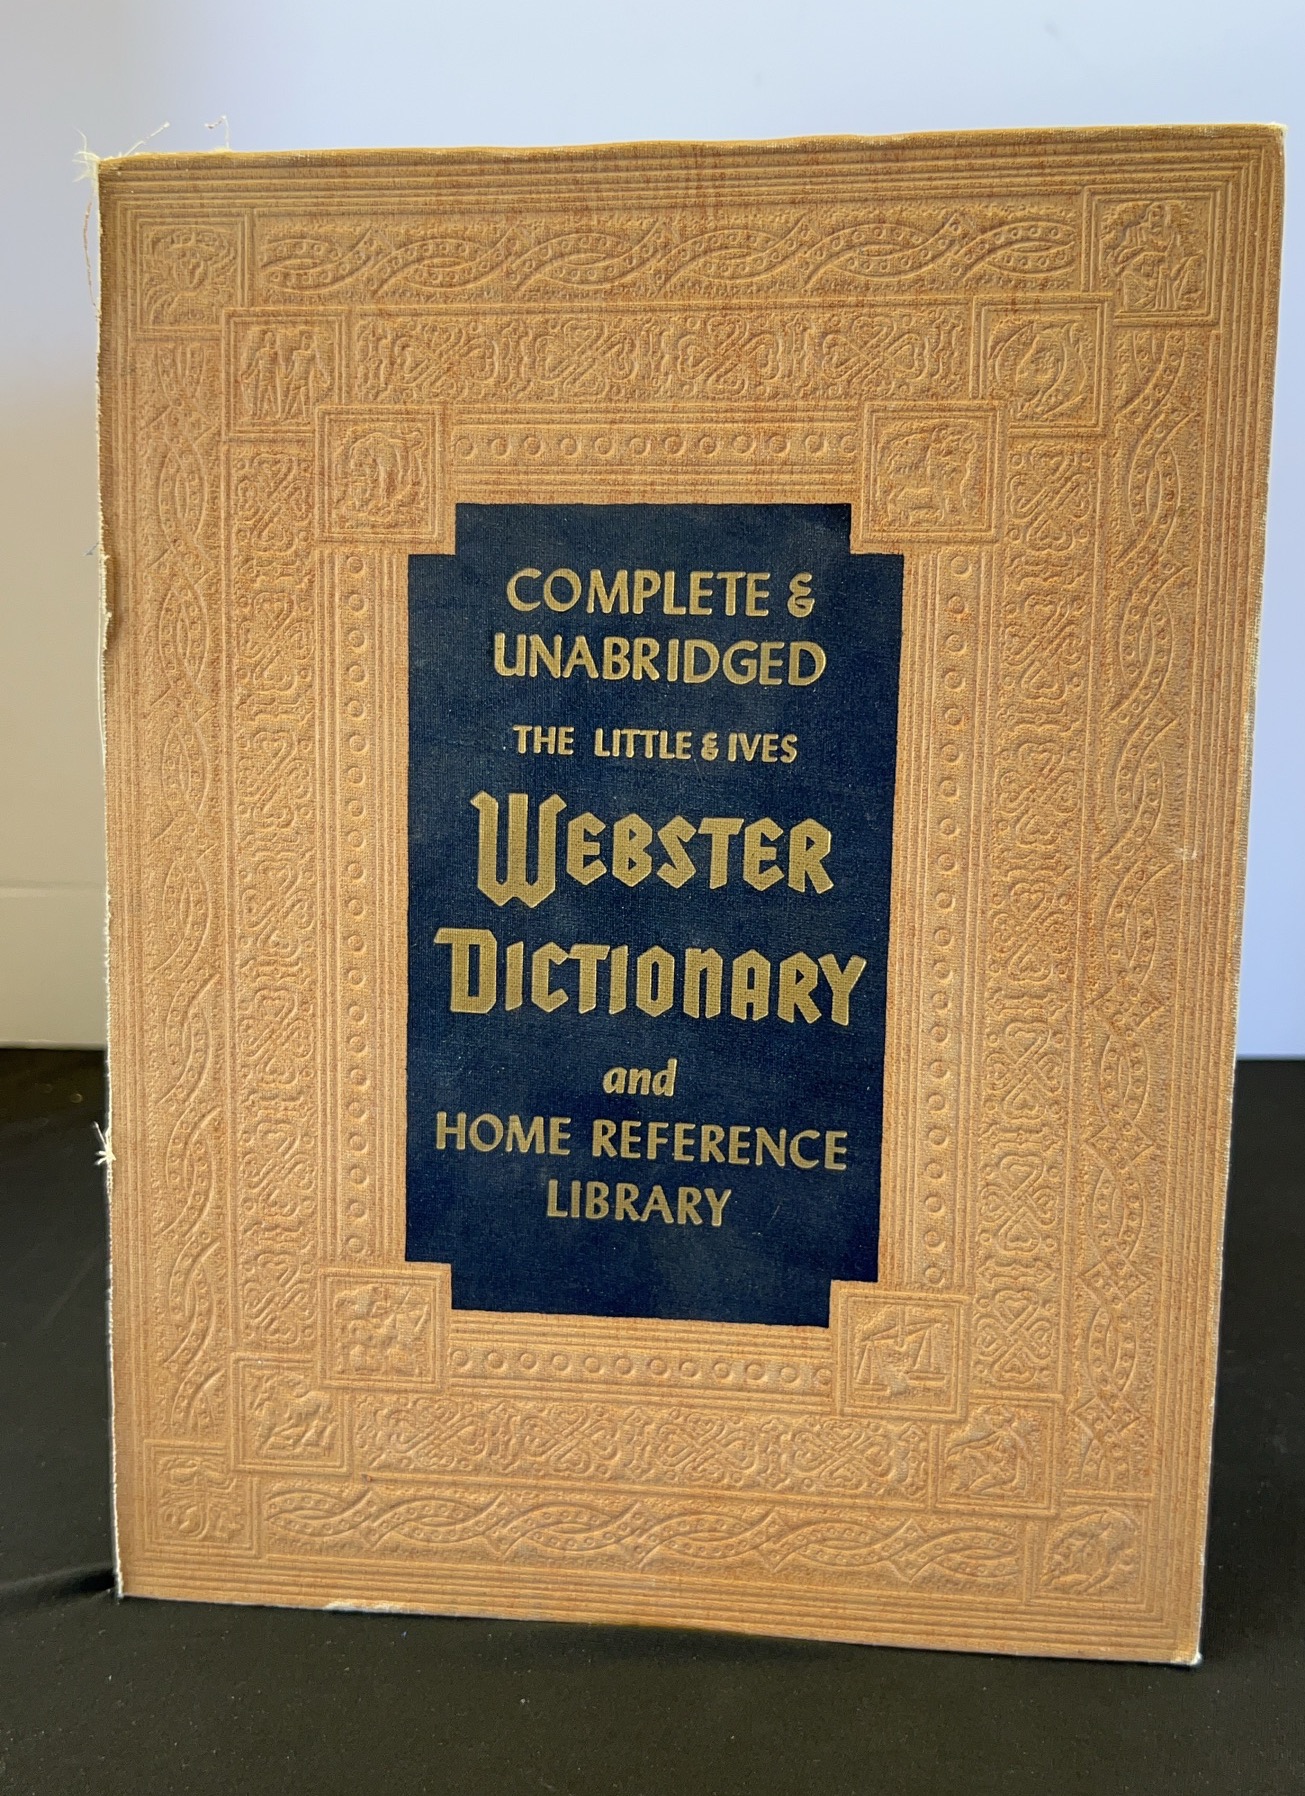 COMPLETE &
UNABRIDGED
THE LITTLE & IVES
WEBSTER
DICTIONARY
and
HOME REFERENCE
LIBRARY